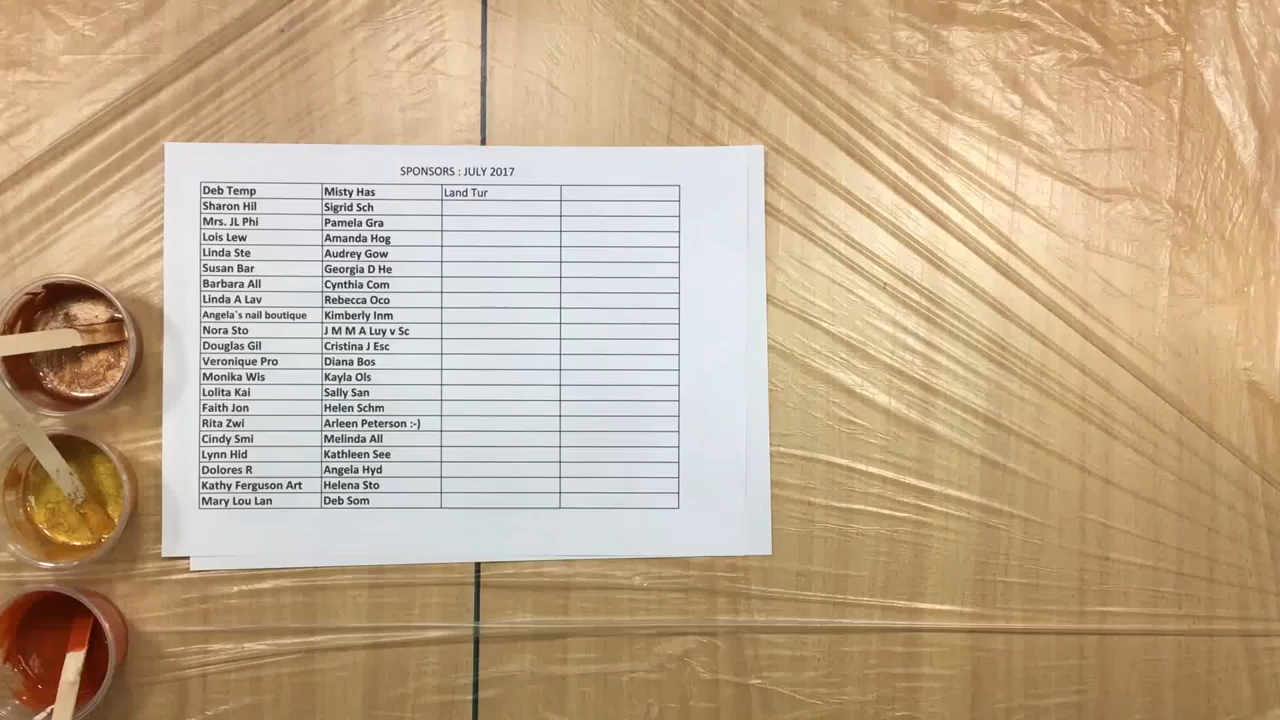 SPONSORS : JULY 2017
Deb Temp Misty Has Land Tur
Sharon Hil Sigrid Sch
Mrs. JL Phi Pamela Gra
Lois Lew Amanda Hog
Linda Ste Audrey Gow
Susan Bar Georgia D He
Barbara All Cynthia Com
Linda A Lav Rebecca Oco
Angela`s nail boutique Kimberly Inm
Nora Sto J M M A Luy v Sc
Douglas Gil Cristina J Esc
Veronique Pro Diana Bos
Monika Wis Kayla Ols
Lolita Kai Sally San
Faith Jon Helen Schm
Rita Zwi Arleen Peterson :-)
Cindy Smi Melinda All
Lynn Hid Kathleen See
Dolores R Angela Hyd
Kathy Ferguson Art Helena Sto
Mary Lou Lan Deb Som